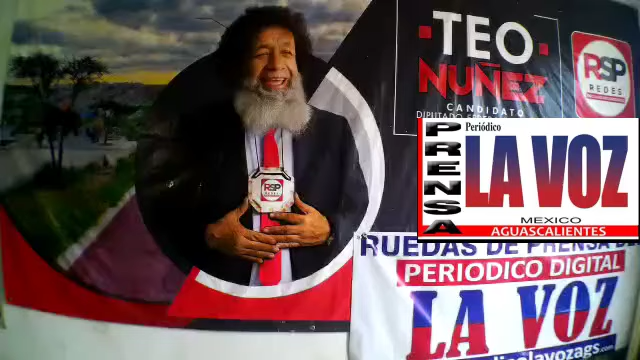 TEO
NUÑEZ
CANDIDATO
DIPUTADO
RSP
REDES
RSP
PRENSA
Periódico
LA VOZ
MEXICO
AGUASCALIENTES
RUEDAS DE PRENSA
PERIODICO DIGITAL
LA VOZ